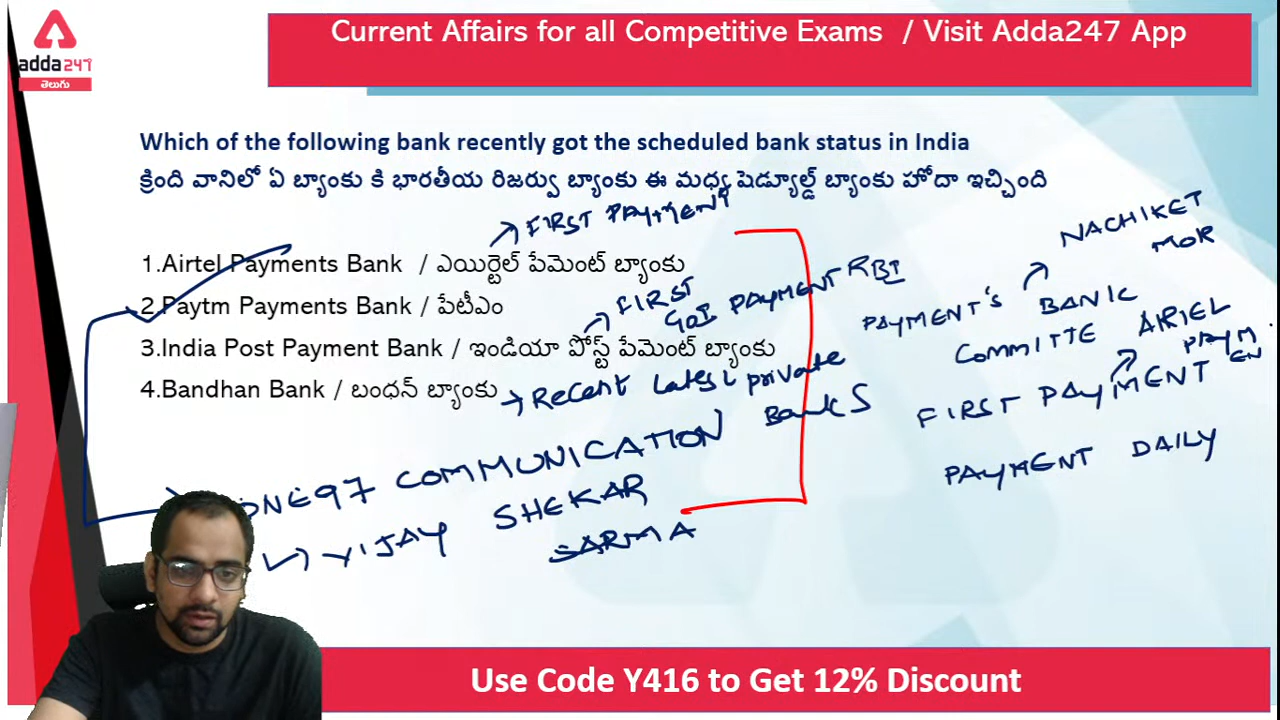 Current Affairs for all Competitive Exams / Visit Adda247 App
adda247
తెలుగు
Which of the following bank recently got the scheduled bank status in India
క్రింది వానిలో ఏ బ్యాంకు కి భారతీయ రిజర్వు బ్యాంకు ఈ మధ్య షెడ్యూల్డ్ బ్యాంకు హోదా ఇచ్చింది
FIRST PAYMENT
1.Airtel Payments Bank / ఎయిర్టెల్ పేమెంట్ బ్యాంకు
2.Paytm Payments Bank / పేటీఎం
FIRST
GOI PAYMENT RBI
3.India Post Payment Bank / ఇండియా పోస్ట్ పేమెంట్ బ్యాంకు
4.Bandhan Bank / బంధన్ బ్యాంకు
Recent Latest private
Banks
ONE97 COMMUNICATION
VIJAY SHEKAR
SARMA
NACHIKET
MOR
PAYMENT'S BANK
COMMITTE
AIRTEL
PAYM
EN
FIRST PAYMENT
PAYMENT DAILY
Use Code Y416 to Get 12% Discount